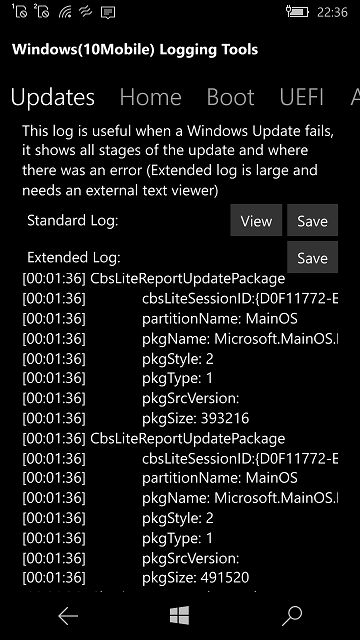 1 2 22:36
Windows(10Mobile) Logging Tools
Updates Home Boot UEFI A
This log is useful when a Windows Update fails,
it shows all stages of the update and where
there was an error (Extended log is large and
needs an external text viewer)
Standard Log: View Save
Extended Log: Save
[00:01:36] CbsLiteReportUpdatePackage
[00:01:36] cbsLiteSessionID:{D0F11772-E
[00:01:36] partitionName: MainOS
[00:01:36] pkgName: Microsoft.MainOS.
[00:01:36] pkgStyle: 2
[00:01:36] pkgType: 1
[00:01:36] pkgSrcVersion:
[00:01:36] pkgSize: 393216
[00:01:36] CbsLiteReportUpdatePackage
[00:01:36] cbsLiteSessionID:{D0F11772-E
[00:01:36] partitionName: MainOS
[00:01:36] pkgName: Microsoft.MainOS.
[00:01:36] pkgStyle: 2
[00:01:36] pkgType: 1
[00:01:36] pkgSrcVersion:
[00:01:36] pkgSize: 491520